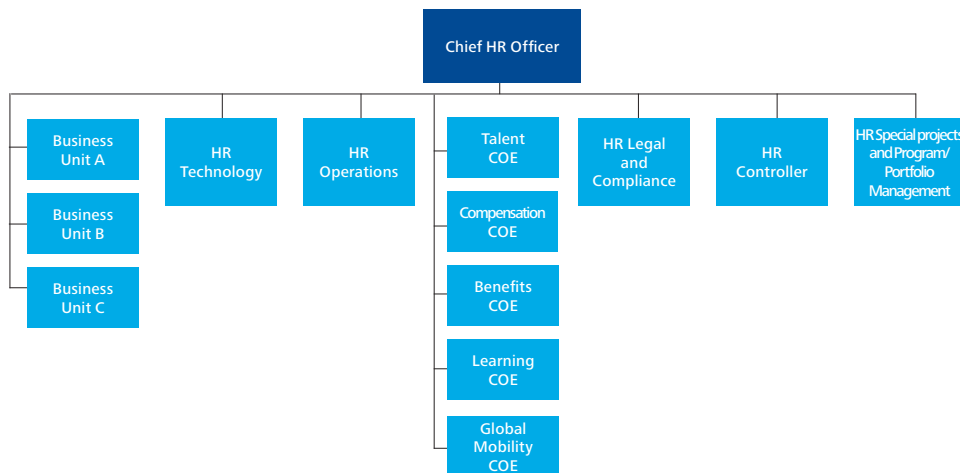 Chief HR Officer
Business
Unit A
Business
Unit B
Business
Unit C
HR
Technology
HR
Operations
Talent
COE
Compensation
COE
Benefits
COE
Learning
COE
Global
Mobility
COE
HR Legal
and
Compliance
HR
Controller
HR Special projects
and Program/
Portfolio
Management